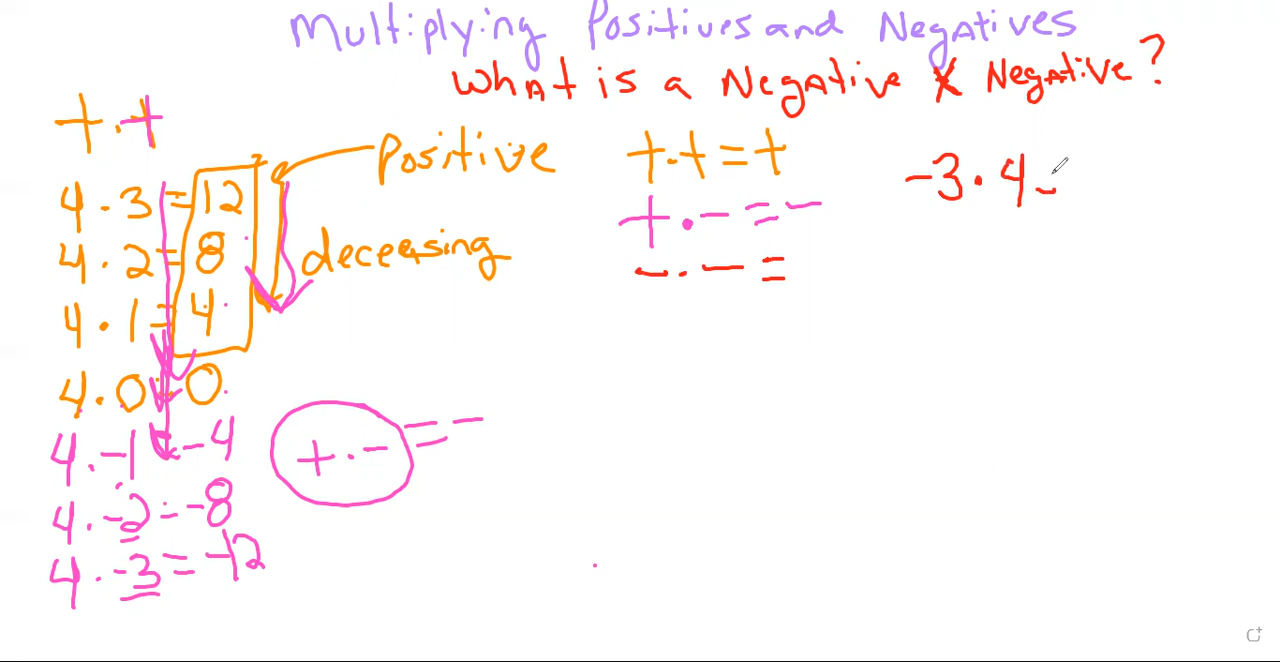 Multiplying Positives and Negatives
What is a Negative x Negative?
+ · +
4 · 3 = 12
4 · 2 = 8
4 · 1 = 4
4 · 0 = 0
4 · -1 = -4
4 · -2 = -8
4 · -3 = -12
Positive
deceasing
+ · - = -
+ · + = +
+ · - = -
- · - =
-3 · 4 -